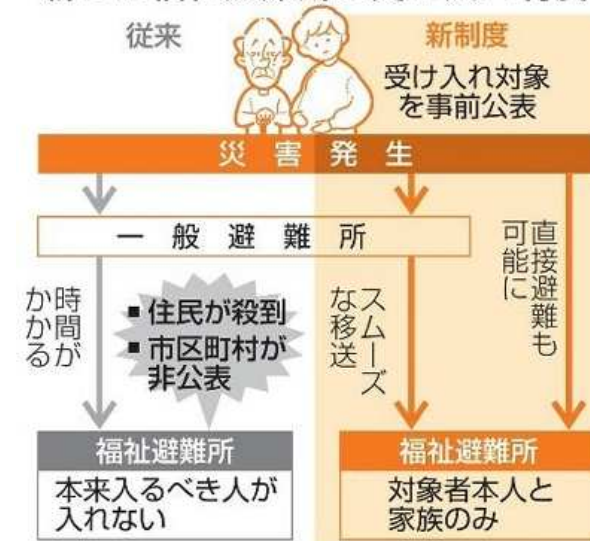 従来
新制度
受け入れ対象
を事前公表
災害発生
一般避難所
時間が
かかる
■住民が殺到
■市区町村が
非公表
スムーズ
な移送
直接避難も
可能に
福祉避難所
本来入るべき人が
入れない
福祉避難所
対象者本人と
家族のみ